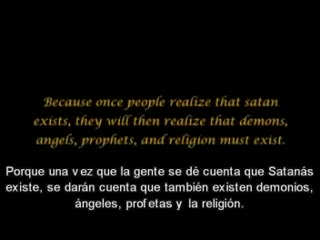 Because once people realize that satan
exists, they will then realize that demons,
angels, prophets, and religion must exist.
Porque una vez que la gente se dé cuenta que Satanás
existe, se darán cuenta que también existen demonios,
ángeles, profetas y la religión.